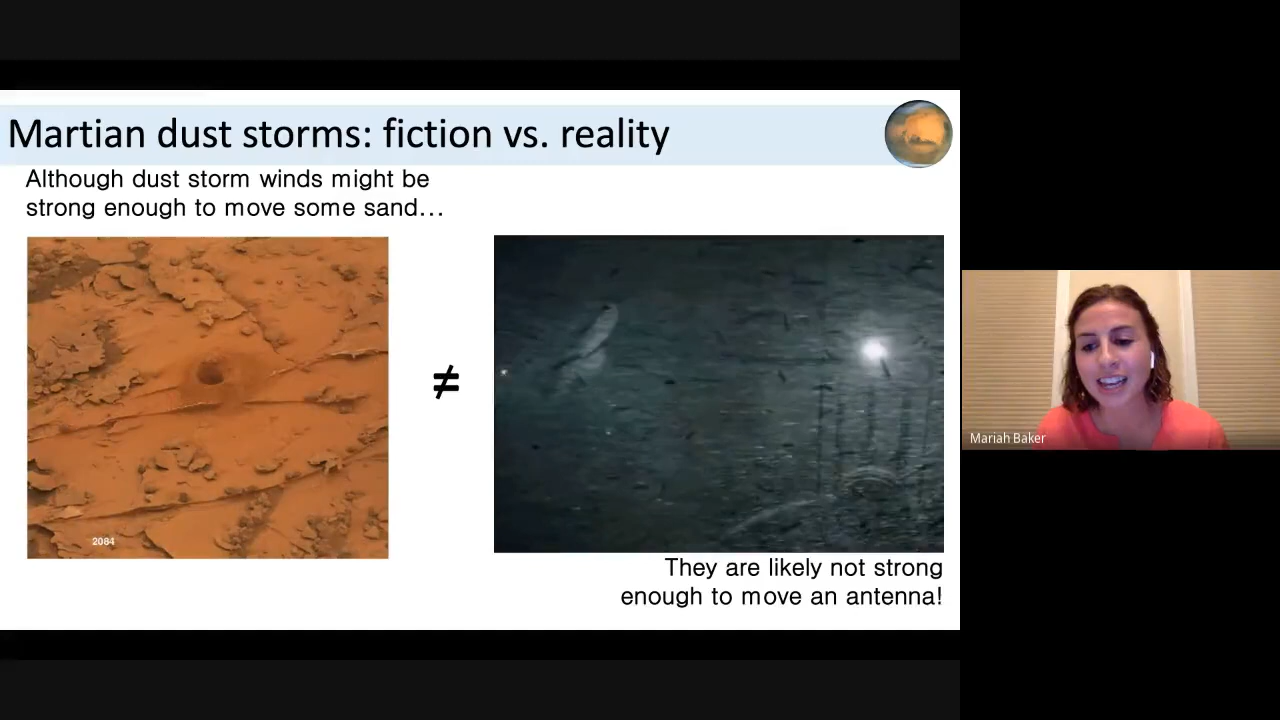 Martian dust storms: fiction vs. reality
Although dust storm winds might be
strong enough to move some sand…
≠
2084
They are likely not strong
enough to move an antenna!
Mariah Baker